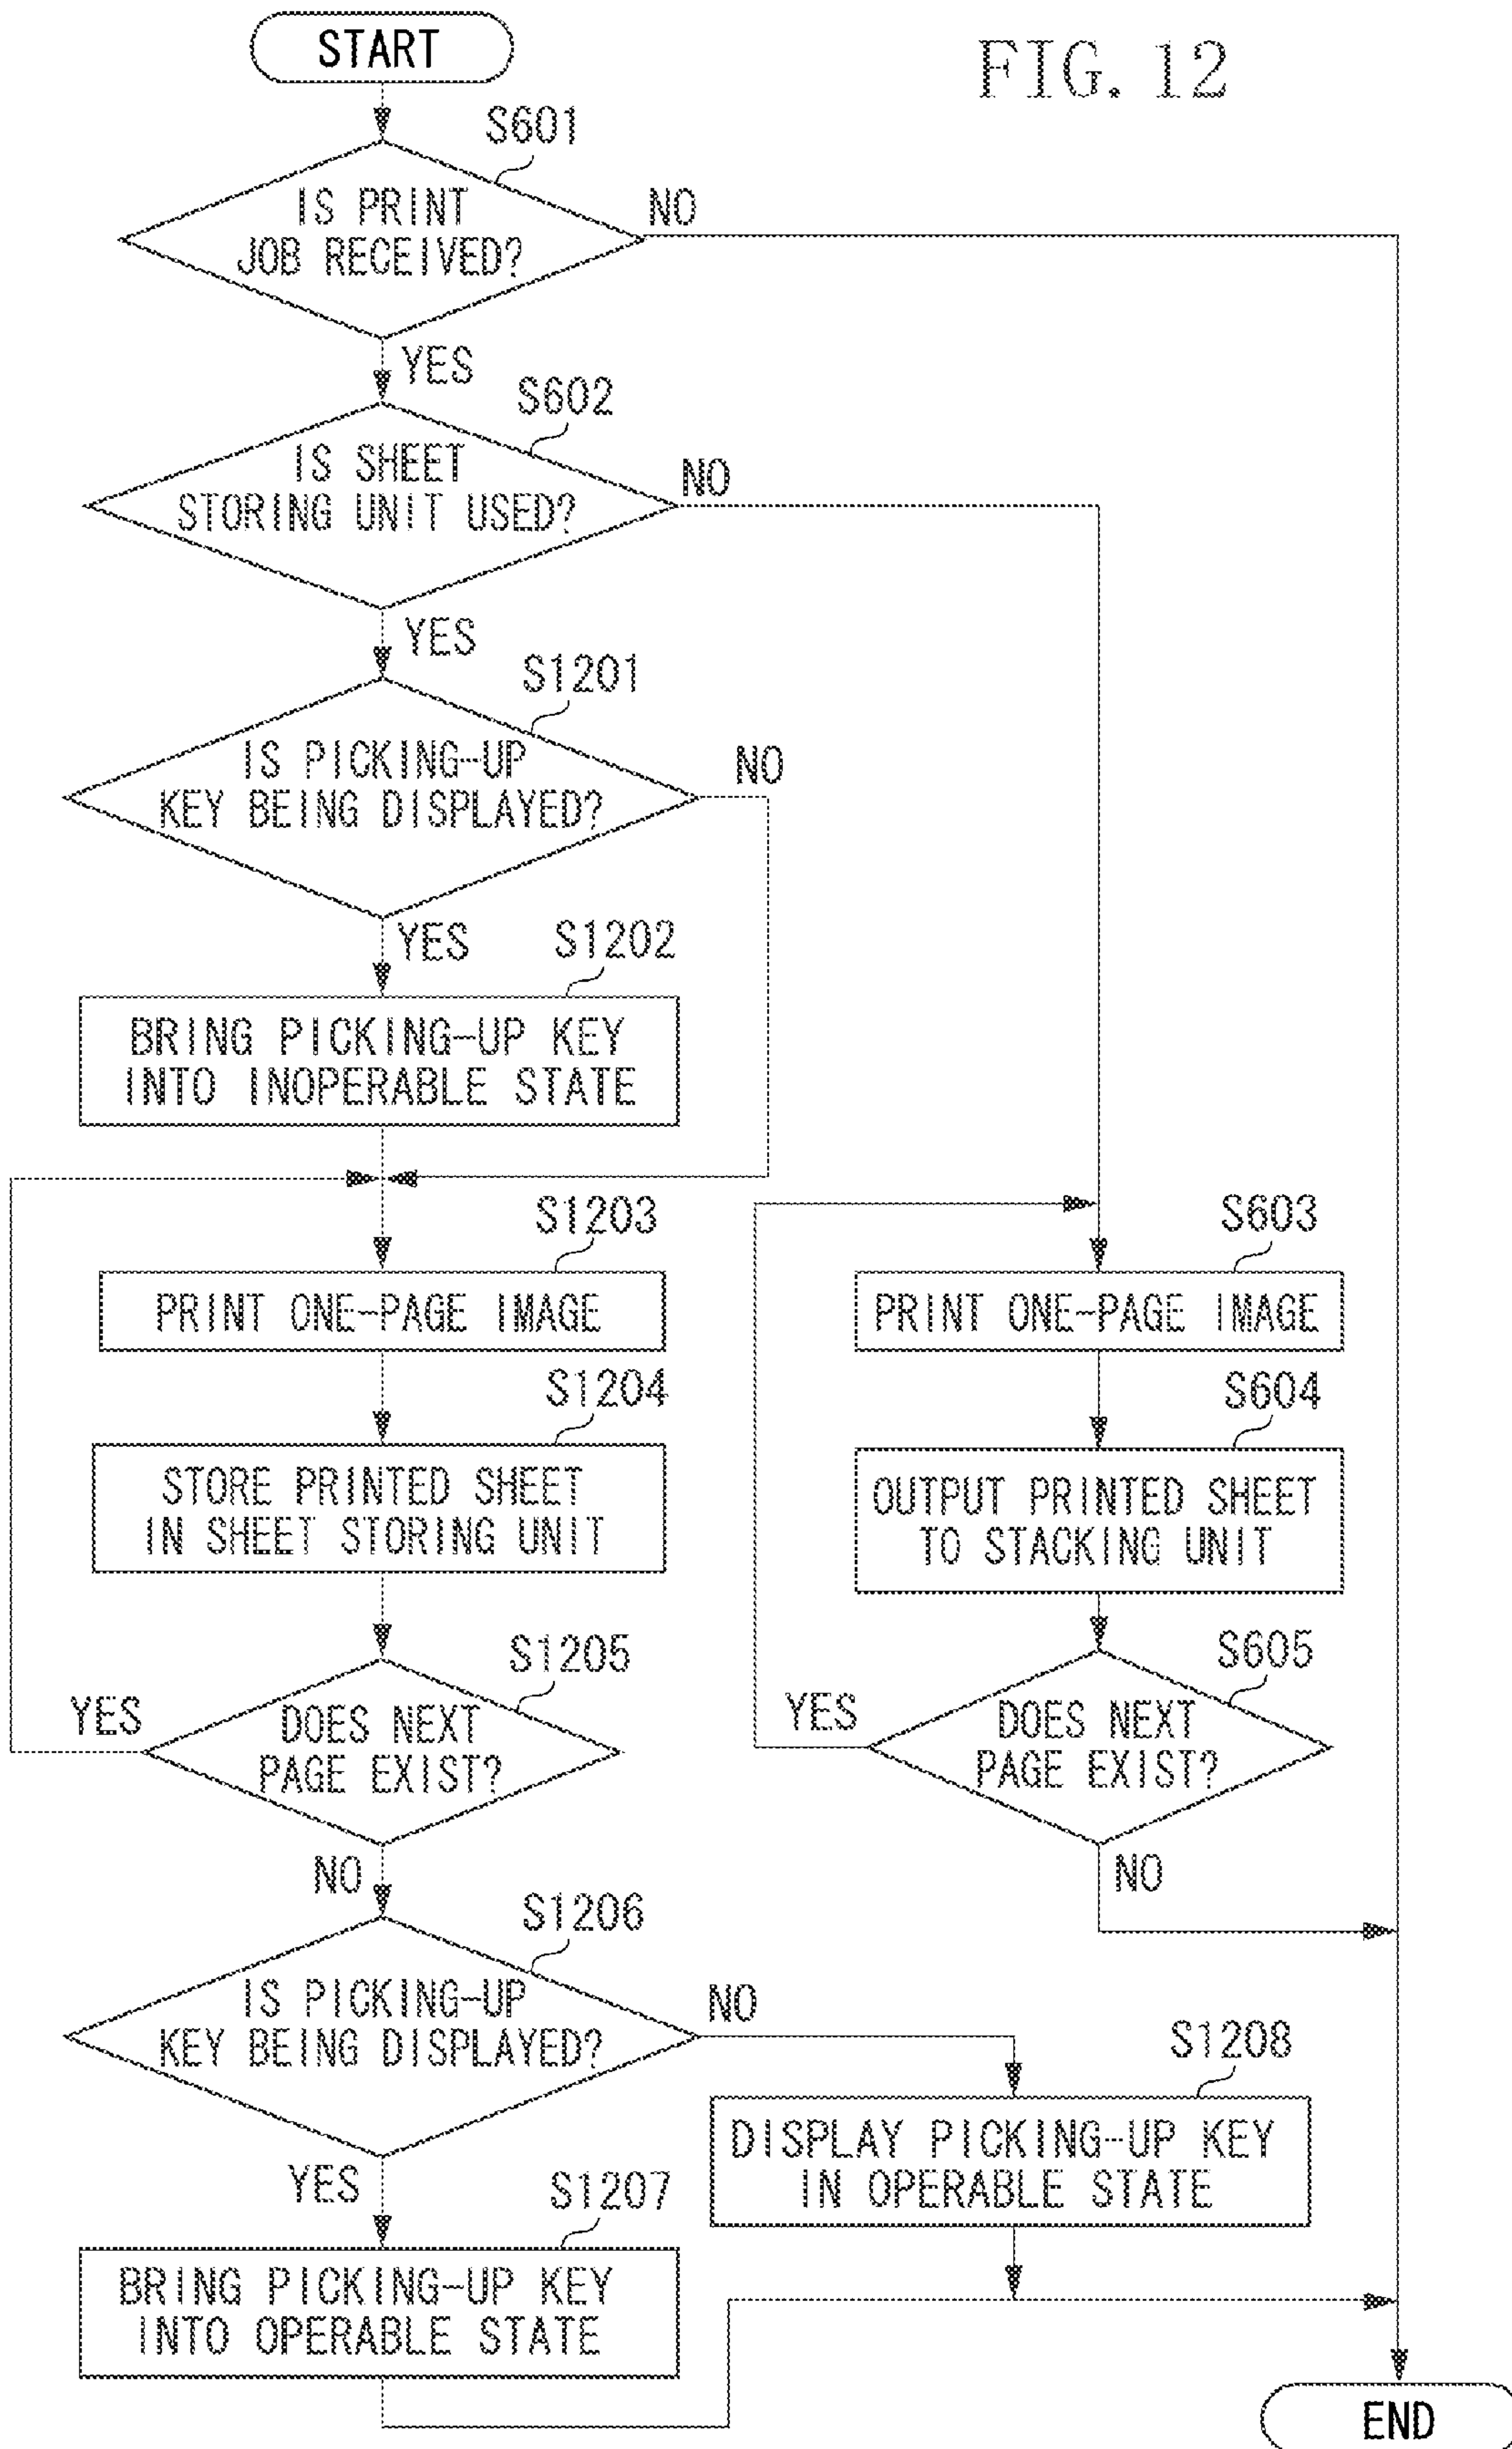 START
FIG. 12
S601
IS PRINT
JOB RECEIVED?
NO
YES
S602
IS SHEET
STORING UNIT USED?
NO
YES
S1201
IS PICKING-UP
KEY BEING DISPLAYED?
NO
YES
S1202
BRING PICKING-UP KEY
INTO INOPERABLE STATE
S1203
PRINT ONE-PAGE IMAGE
S603
PRINT ONE-PAGE IMAGE
S1204
STORE PRINTED SHEET
IN SHEET STORING UNIT
S604
OUTPUT PRINTED SHEET
TO STACKING UNIT
S1205
DOES NEXT
PAGE EXIST?
YES
NO
S605
DOES NEXT
PAGE EXIST?
YES
NO
S1206
IS PICKING-UP
KEY BEING DISPLAYED?
NO
YES
S1208
DISPLAY PICKING-UP KEY
IN OPERABLE STATE
S1207
BRING PICKING-UP KEY
INTO OPERABLE STATE
END